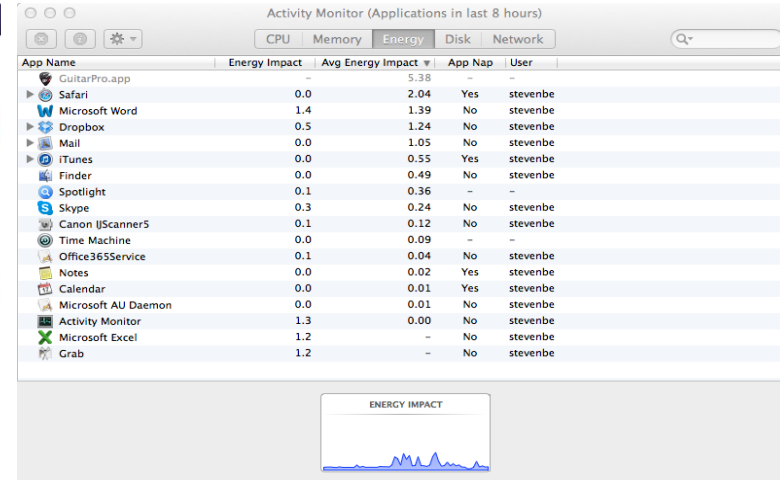 Activity Monitor (Applications in last 8 hours)
CPU Memory Energy Disk Network
App Name Energy Impact Avg Energy Impact App Nap User
GuitarPro.app – 5.38 – –
Safari 0.0 2.04 Yes stevenbe
Microsoft Word 1.4 1.39 No stevenbe
Dropbox 0.5 1.24 No stevenbe
Mail 0.0 1.05 No stevenbe
iTunes 0.0 0.55 Yes stevenbe
Finder 0.0 0.49 No stevenbe
Spotlight 0.1 0.36 – –
Skype 0.3 0.24 No stevenbe
Canon IJScanner5 0.1 0.12 No stevenbe
Time Machine 0.0 0.09 – –
Office365Service 0.1 0.04 No stevenbe
Notes 0.0 0.02 Yes stevenbe
Calendar 0.0 0.01 Yes stevenbe
Microsoft AU Daemon 0.0 0.01 No stevenbe
Activity Monitor 1.3 0.00 No stevenbe
Microsoft Excel 1.2 – No stevenbe
Grab 1.2 – No stevenbe
ENERGY IMPACT